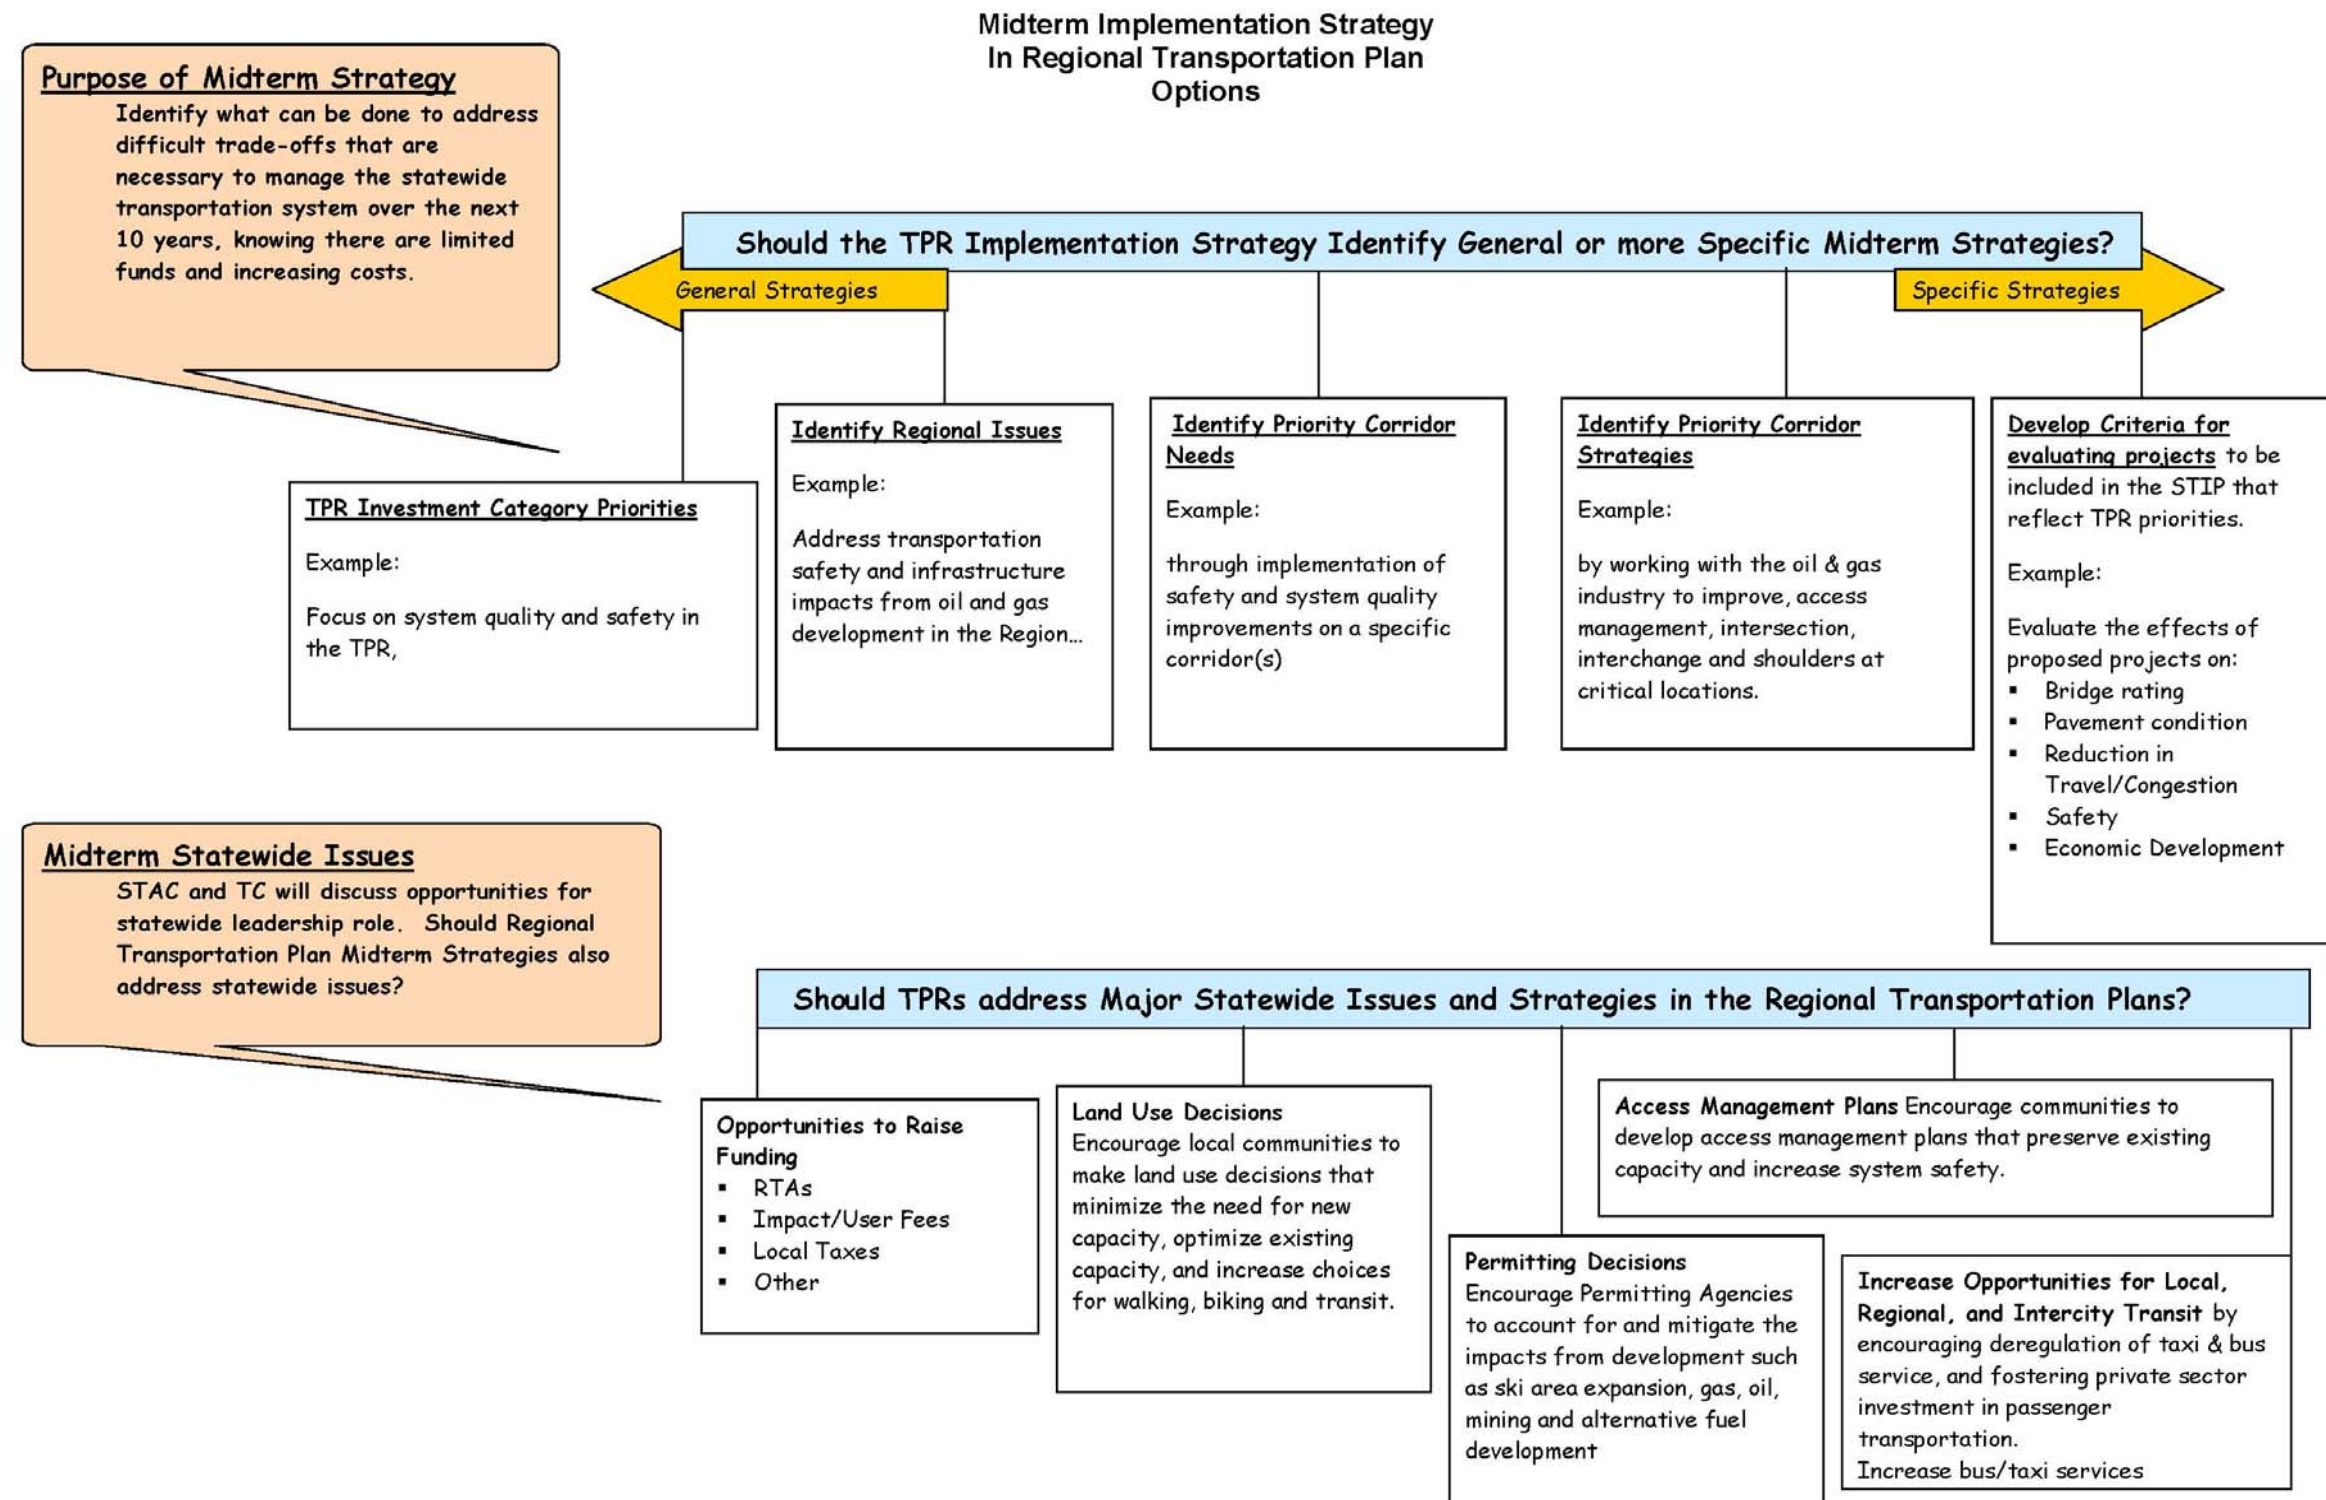 Midterm Implementation Strategy
In Regional Transportation Plan
Options
Purpose of Midterm Strategy
Identify what can be done to address
difficult trade-offs that are
necessary to manage the statewide
transportation system over the next
10 years, knowing there are limited
funds and increasing costs.
Should the TPR Implementation Strategy Identify General or more Specific Midterm Strategies?
General Strategies
Specific Strategies
TPR Investment Category Priorities
Example:
Focus on system quality and safety in
the TPR,
Identify Regional Issues
Example:
Address transportation
safety and infrastructure
impacts from oil and gas
development in the Region...
Identify Priority Corridor
Needs
Example:
through implementation of
safety and system quality
improvements on a specific
corridor(s)
Identify Priority Corridor
Strategies
Example:
by working with the oil & gas
industry to improve, access
management, intersection,
interchange and shoulders at
critical locations.
Develop Criteria for
evaluating projects to be
included in the STIP that
reflect TPR priorities.
Example:
Evaluate the effects of
proposed projects on:
▪ Bridge rating
▪ Pavement condition
▪ Reduction in
Travel/Congestion
▪ Safety
▪ Economic Development
Midterm Statewide Issues
STAC and TC will discuss opportunities for
statewide leadership role. Should Regional
Transportation Plan Midterm Strategies also
address statewide issues?
Should TPRs address Major Statewide Issues and Strategies in the Regional Transportation Plans?
Opportunities to Raise
Funding
▪ RTAs
▪ Impact/User Fees
▪ Local Taxes
▪ Other
Land Use Decisions
Encourage local communities to
make land use decisions that
minimize the need for new
capacity, optimize existing
capacity, and increase choices
for walking, biking and transit.
Permitting Decisions
Encourage Permitting Agencies
to account for and mitigate the
impacts from development such
as ski area expansion, gas, oil,
mining and alternative fuel
development
Access Management Plans Encourage communities to
develop access management plans that preserve existing
capacity and increase system safety.
Increase Opportunities for Local,
Regional, and Intercity Transit by
encouraging deregulation of taxi & bus
service, and fostering private sector
investment in passenger
transportation.
Increase bus/taxi services